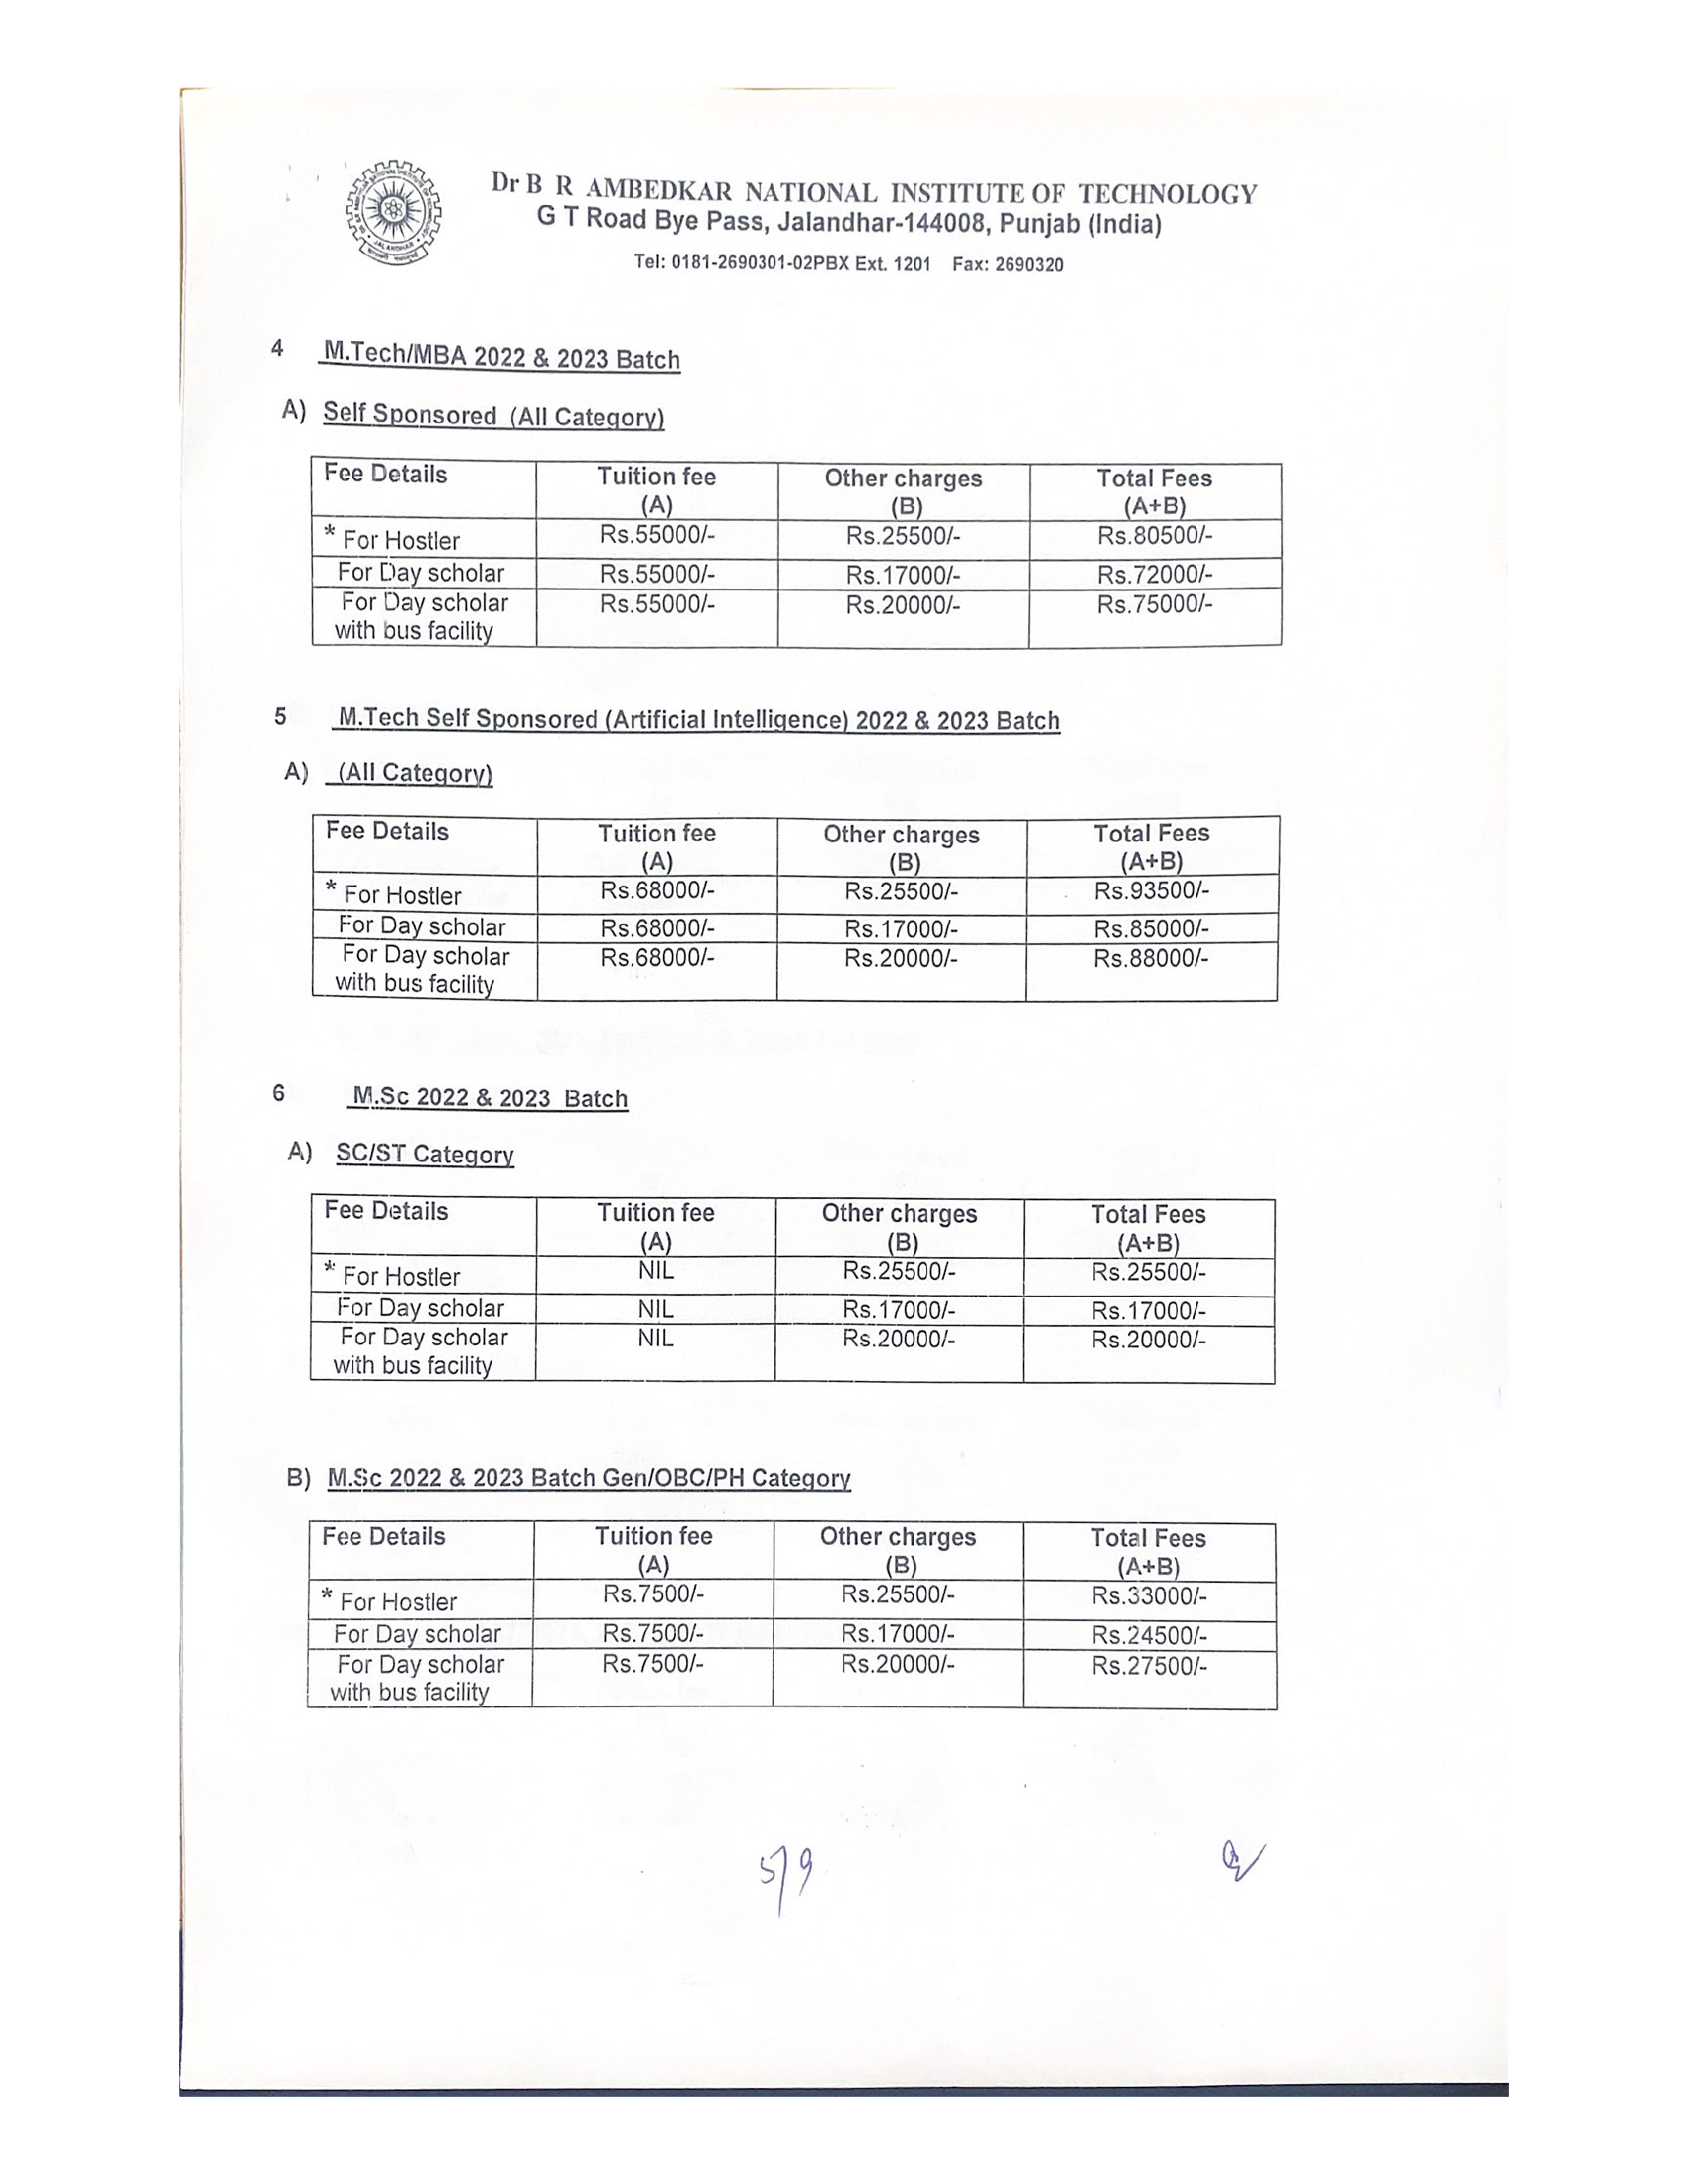 Dr B R AMBEDKAR NATIONAL INSTITUTE OF TECHNOLOGY
G T Road Bye Pass, Jalandhar-144008, Punjab (India)
Tel: 0181-2690301-02PBX Ext. 1201 Fax: 2690320
4 M.Tech/MBA 2022 & 2023 Batch
A) Self Sponsored (All Category)
Fee Details Tuition fee Other charges Total Fees
(A) (B) (A+B)
* For Hostler Rs.55000/- Rs.25500/- Rs.80500/-
For Day scholar Rs.55000/- Rs.17000/- Rs.72000/-
For Day scholar Rs.55000/- Rs.20000/- Rs.75000/-
with bus facility
5 M.Tech Self Sponsored (Artificial Intelligence) 2022 & 2023 Batch
A) (All Category)
Fee Details Tuition fee Other charges Total Fees
(A) (B) (A+B)
* For Hostler Rs.68000/- Rs.25500/- Rs.93500/-
For Day scholar Rs.68000/- Rs.17000/- Rs.85000/-
For Day scholar Rs.68000/- Rs.20000/- Rs.88000/-
with bus facility
6 M.Sc 2022 & 2023 Batch
A) SC/ST Category
Fee Details Tuition fee Other charges Total Fees
(A) (B) (A+B)
* For Hostler NIL Rs.25500/- Rs.25500/-
For Day scholar NIL Rs.17000/- Rs.17000/-
For Day scholar NIL Rs.20000/- Rs.20000/-
with bus facility
B) M.Sc 2022 & 2023 Batch Gen/OBC/PH Category
Fee Details Tuition fee Other charges Total Fees
(A) (B) (A+B)
* For Hostler Rs.7500/- Rs.25500/- Rs.33000/-
For Day scholar Rs.7500/- Rs.17000/- Rs.24500/-
For Day scholar Rs.7500/- Rs.20000/- Rs.27500/-
with bus facility
5/9